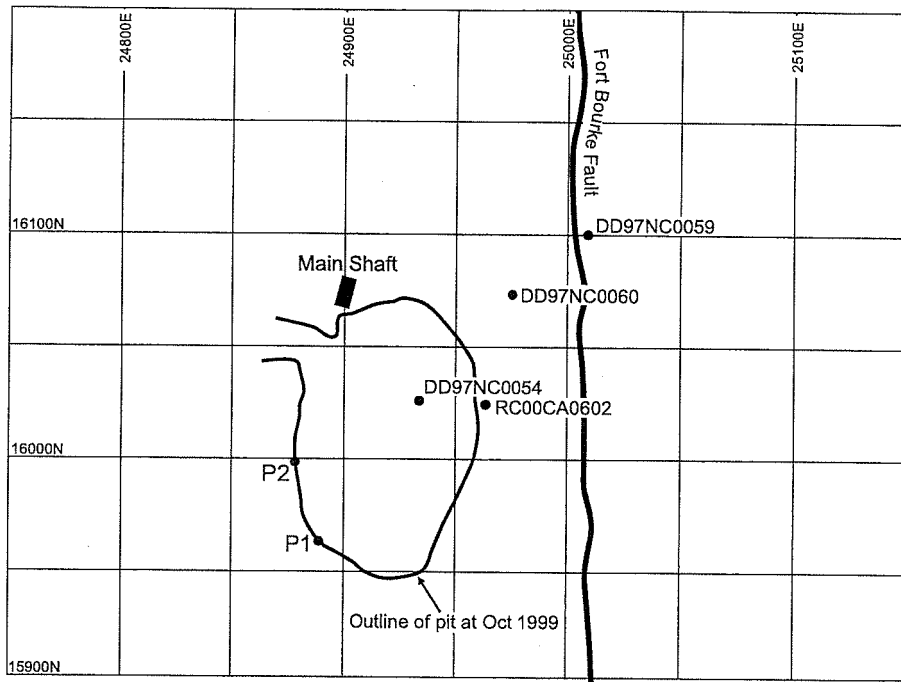 24800E
24900E
25000E
25100E
Fort Bourke Fault
16100N
DD97NC0059
Main Shaft
DD97NC0060
DD97NC0054
RC00CA0602
16000N
P2
P1
Outline of pit at Oct 1999
15900N